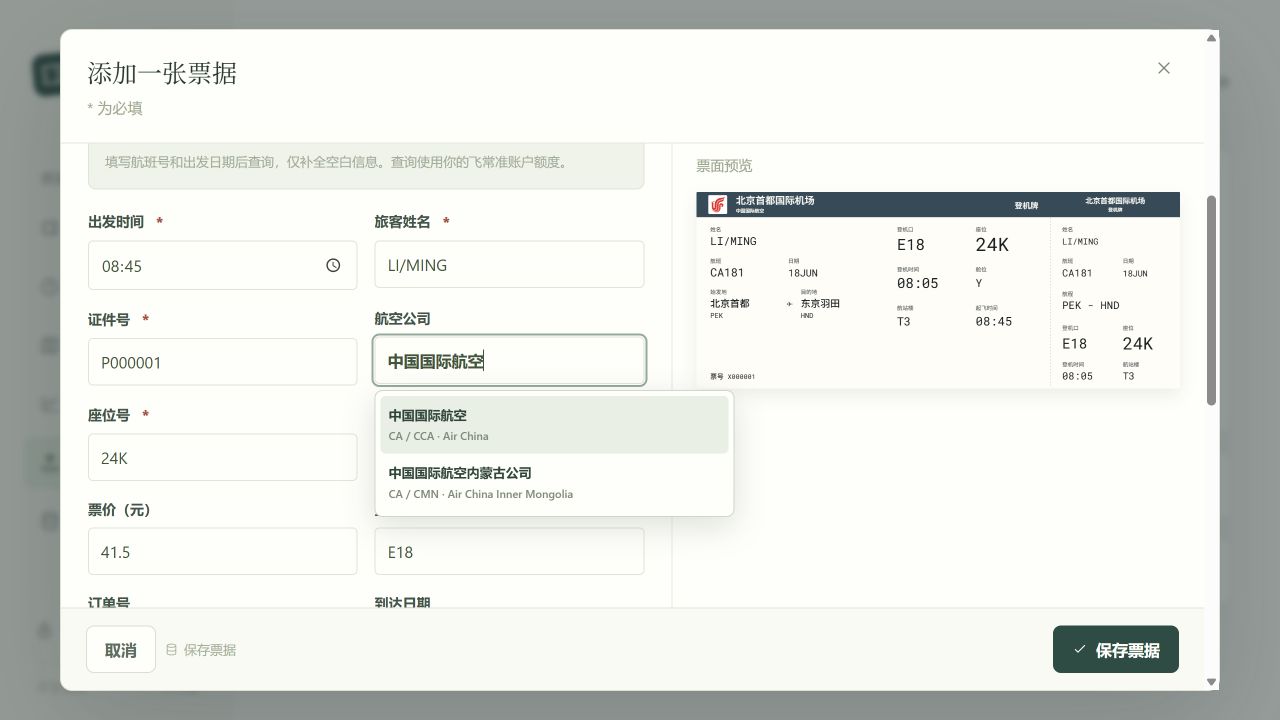 添加一张票据
* 为必填
填写航班号和出发日期后查询，仅补全空白信息。查询使用你的飞常准账户额度。
出发时间 *
旅客姓名 *
08:45
LI/MING
证件号 *
航空公司
P000001
中国国际航空
中国国际航空
CA / CCA · Air China
中国国际航空内蒙古公司
CA / CMN · Air China Inner Mongolia
座位号 *
24K
票价（元）
41.5
E18
订单号
到达日期
取消
保存票据
保存票据
票面预览
北京首都国际机场
中国国际航空
登机牌
北京首都国际机场
登机牌
姓名
LI/MING
登机口
E18
座位
24K
航班
CA181
日期
18JUN
登机时间
08:05
舱位
Y
始发地
北京首都
PEK
目的地
东京羽田
HND
航站楼
T3
起飞时间
08:45
票号 X000001
姓名
LI/MING
航班
CA181
日期
18JUN
航程
PEK - HND
登机口
E18
座位
24K
登机时间
08:05
航站楼
T3